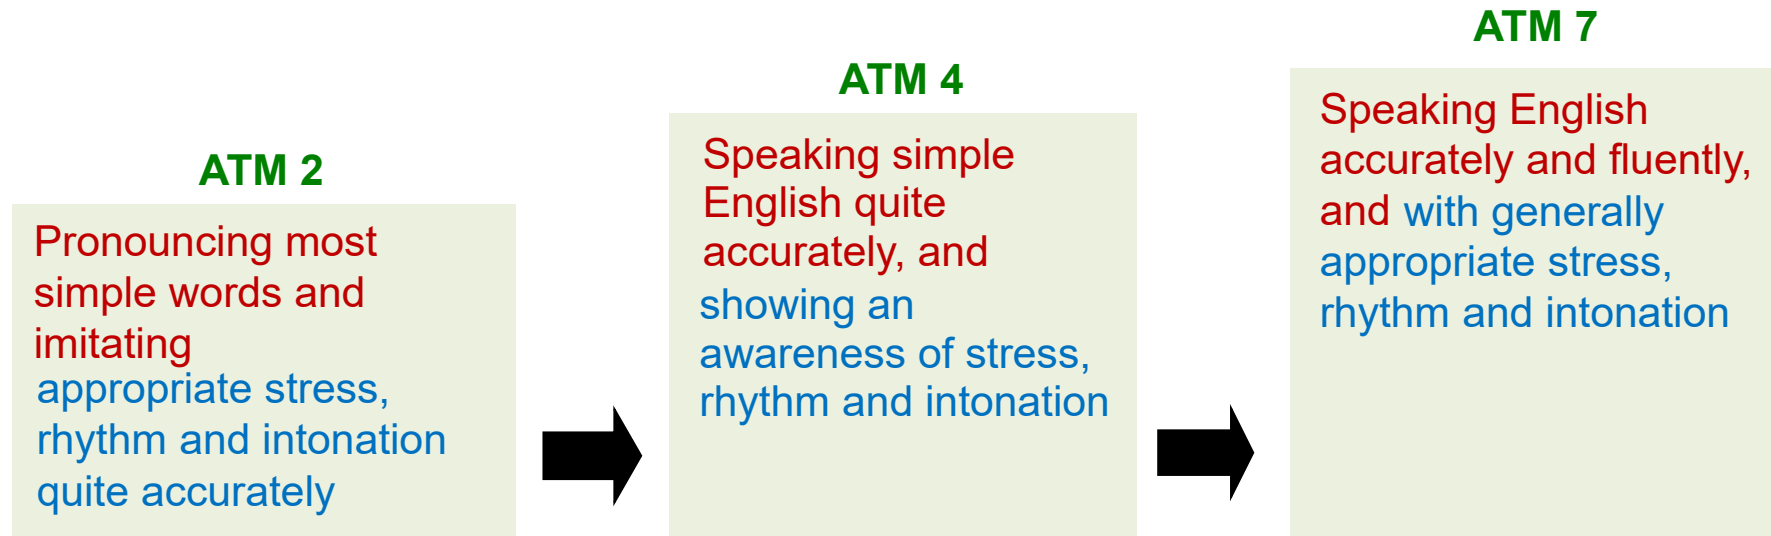 ATM 2
Pronouncing most
simple words and
imitating
appropriate stress,
rhythm and intonation
quite accurately
ATM 4
Speaking simple
English quite
accurately, and
showing an
awareness of stress,
rhythm and intonation
ATM 7
Speaking English
accurately and fluently,
and with generally
appropriate stress,
rhythm and intonation